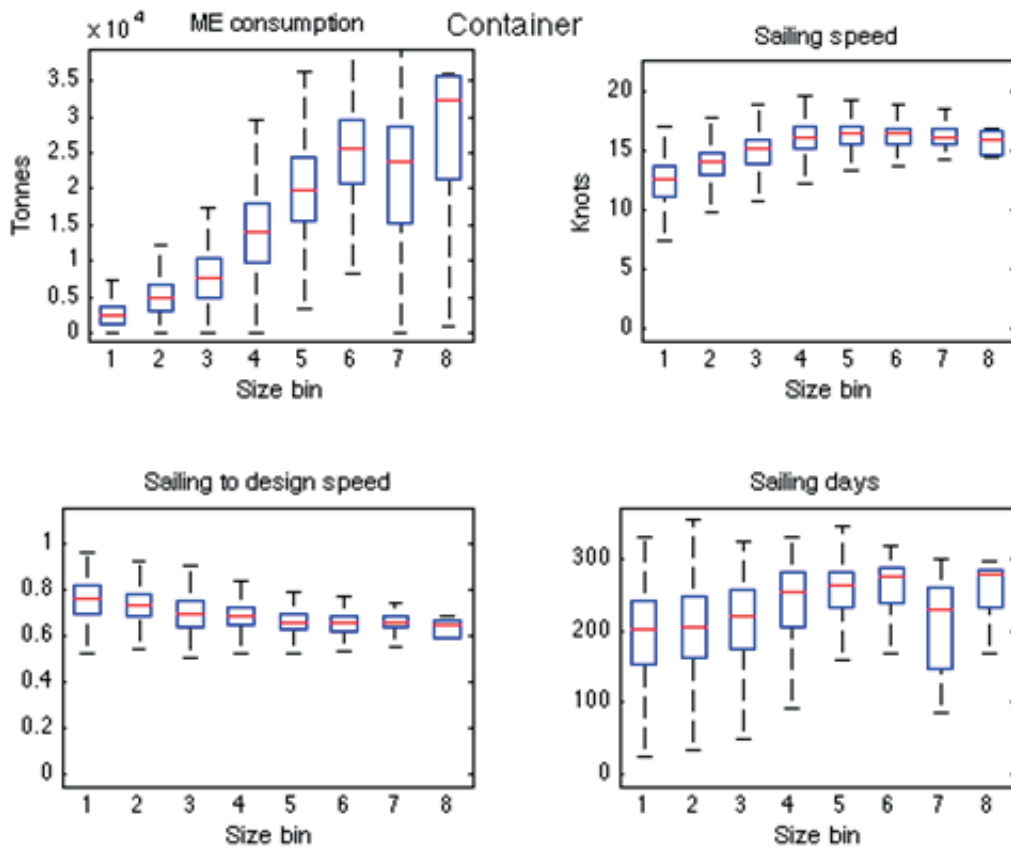 × 10⁴ ME consumption
Container
Sailing speed
3.5
3
2.5
2
1.5
1
0.5
0
Tonnes
1 2 3 4 5 6 7 8
Size bin
20
15
10
5
0
Knots
1 2 3 4 5 6 7 8
Size bin
Sailing to design speed
1
0.8
0.6
0.4
0.2
0
1 2 3 4 5 6 7 8
Size bin
Sailing days
300
200
100
0
1 2 3 4 5 6 7 8
Size bin